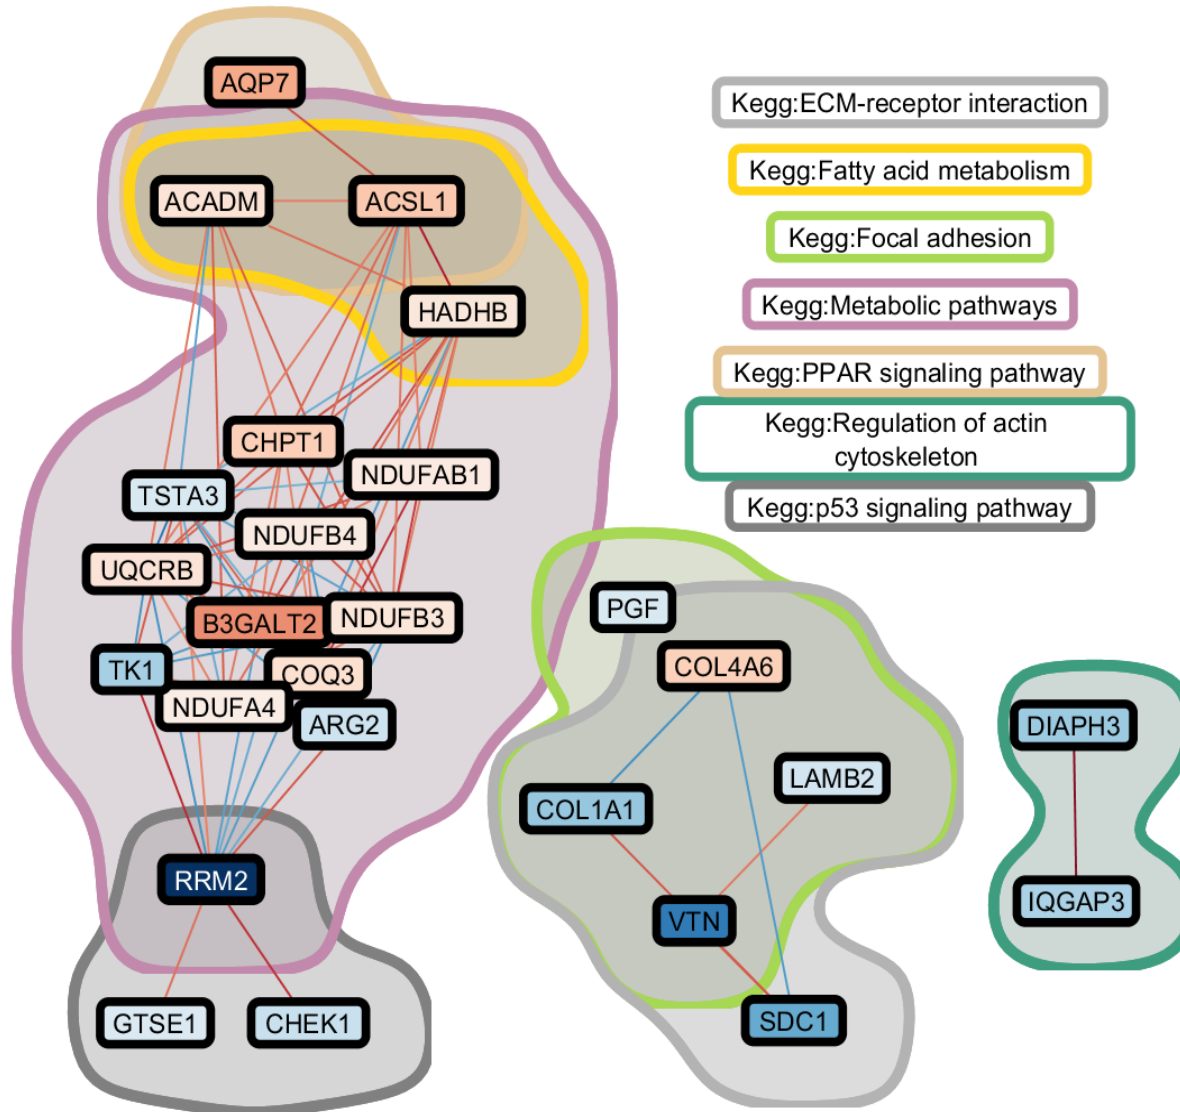 AQP7
ACADM
ACSL1
HADHB
CHPT1
NDUFAB1
TSTA3
NDUFB4
UQCRB
B3GALT2
NDUFB3
TK1
COQ3
NDUFA4
ARG2
RRM2
GTSE1
CHEK1
Kegg:ECM-receptor interaction
Kegg:Fatty acid metabolism
Kegg:Focal adhesion
Kegg:Metabolic pathways
Kegg:PPAR signaling pathway
Kegg:Regulation of actin
cytoskeleton
Kegg:p53 signaling pathway
PGF
COL4A6
LAMB2
COL1A1
VTN
SDC1
DIAPH3
IQGAP3